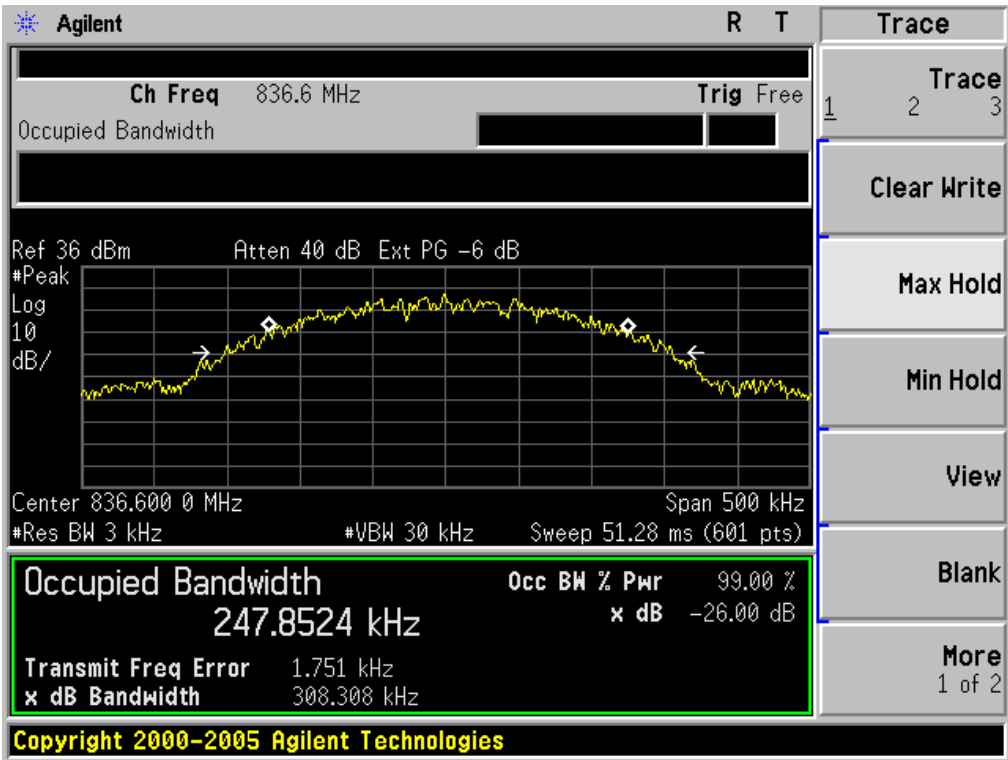 Agilent R T Trace
Ch Freq 836.6 MHz Trig Free
Occupied Bandwidth
Trace
1 2 3
Clear Write
Max Hold
Min Hold
View
Blank
More
1 of 2
Ref 36 dBm Atten 40 dB Ext PG -6 dB
#Peak
Log
10
dB/
Center 836.600 0 MHz Span 500 kHz
#Res BW 3 kHz #VBW 30 kHz Sweep 51.28 ms (601 pts)
Occupied Bandwidth Occ BW % Pwr 99.00 %
247.8524 kHz x dB -26.00 dB
Transmit Freq Error 1.751 kHz
x dB Bandwidth 308.308 kHz
Copyright 2000-2005 Agilent Technologies